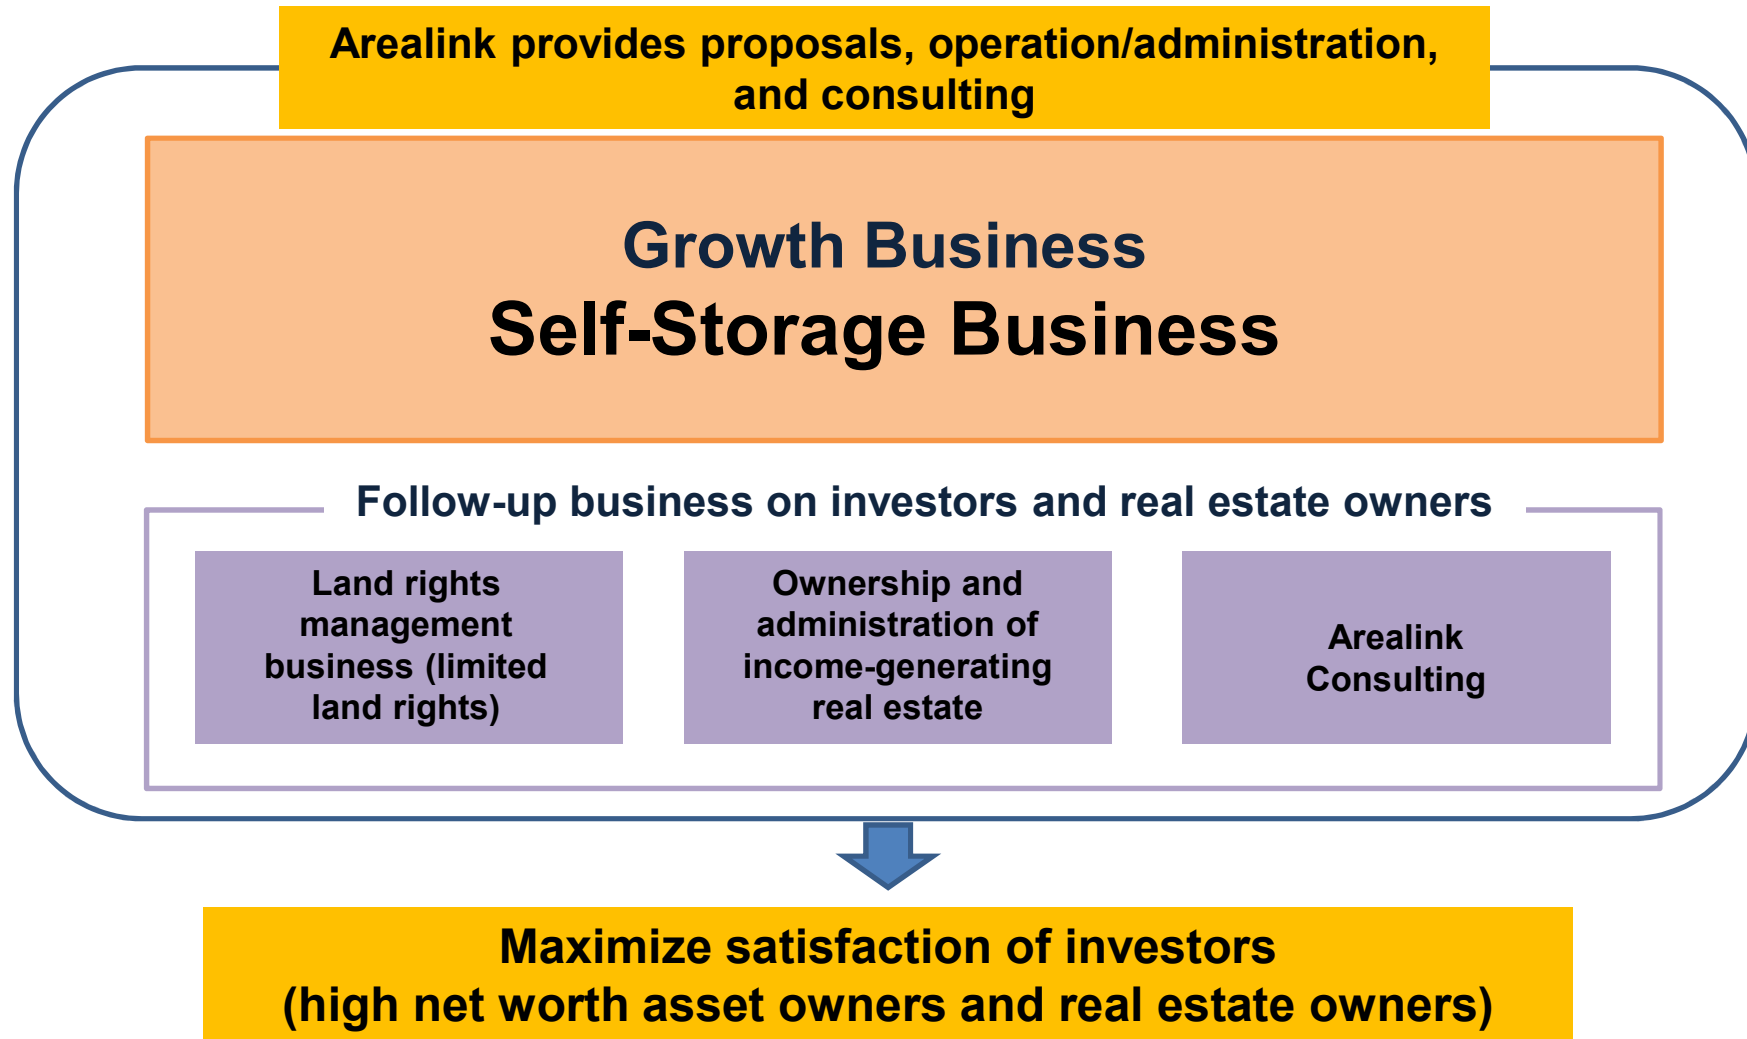 Arealink provides proposals, operation/administration,
and consulting
Growth Business
Self-Storage Business
Follow-up business on investors and real estate owners
Land rights
management
business (limited
land rights)
Ownership and
administration of
income-generating
real estate
Arealink
Consulting
Maximize satisfaction of investors
(high net worth asset owners and real estate owners)